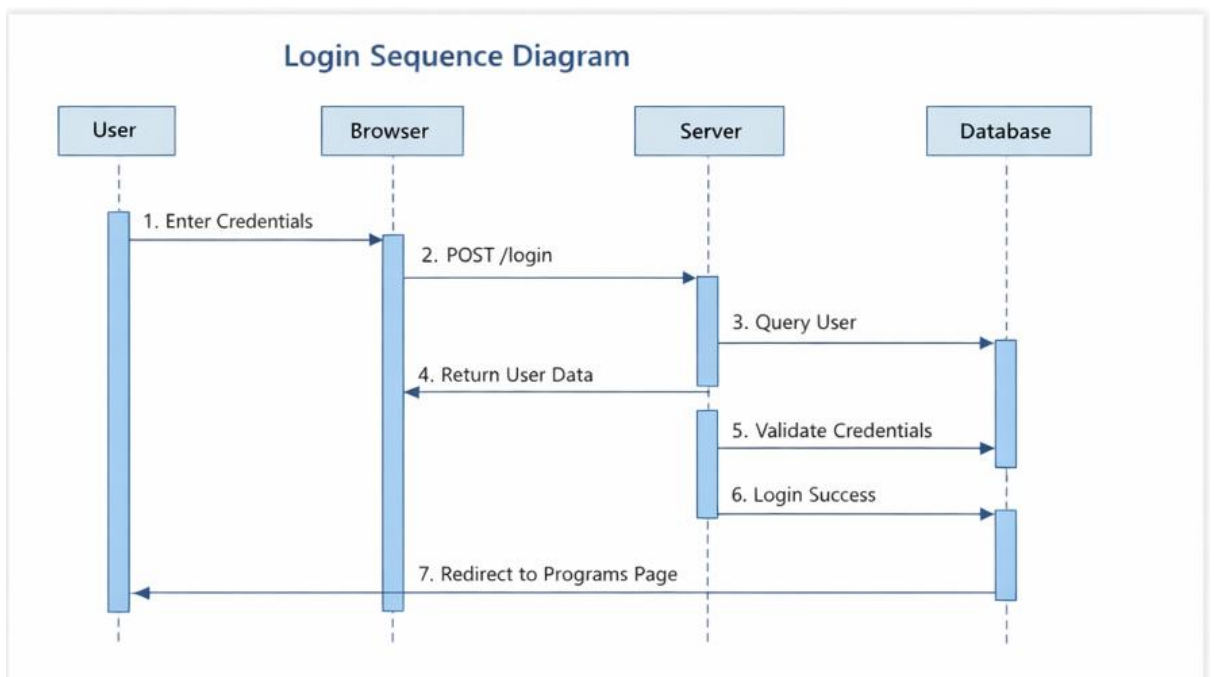 Login Sequence Diagram
User
Browser
Server
Database
1. Enter Credentials
2. POST /login
3. Query User
4. Return User Data
5. Validate Credentials
6. Login Success
7. Redirect to Programs Page